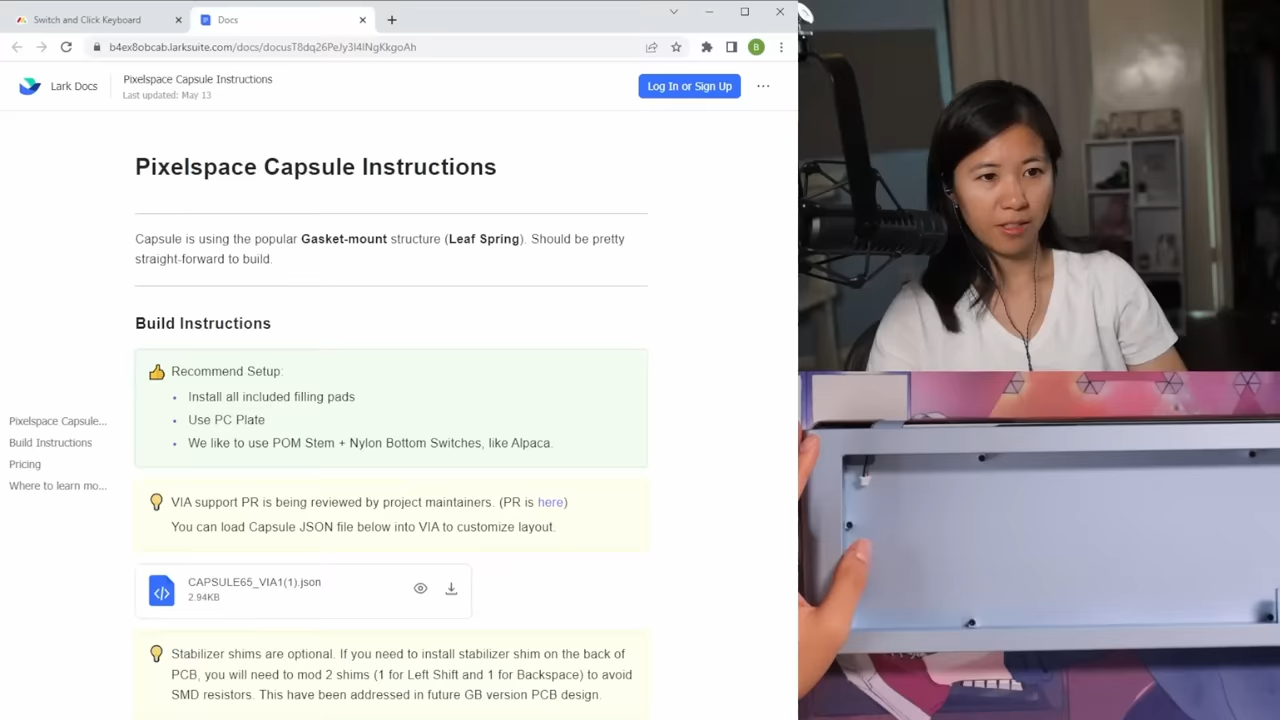 Switch and Click Keyboard
Docs
b4ex8obcab.larksuite.com/docs/docusT8dq26PeJy3l4lNgKkgoAh
B
Lark Docs
Pixelspace Capsule Instructions
Last updated: May 13
Log In or Sign Up
Pixelspace Capsule Instructions
Capsule is using the popular Gasket-mount structure (Leaf Spring). Should be pretty
straight-forward to build.
Build Instructions
Recommend Setup:
Install all included filling pads
Use PC Plate
We like to use POM Stem + Nylon Bottom Switches, like Alpaca.
Pixelspace Capsule...
Build Instructions
Pricing
Where to learn mo...
VIA support PR is being reviewed by project maintainers. (PR is here)
You can load Capsule JSON file below into VIA to customize layout.
CAPSULE65_VIA1(1).json
2.94KB
Stabilizer shims are optional. If you need to install stabilizer shim on the back of
PCB, you will need to mod 2 shims (1 for Left Shift and 1 for Backspace) to avoid
SMD resistors. This have been addressed in future GB version PCB design.